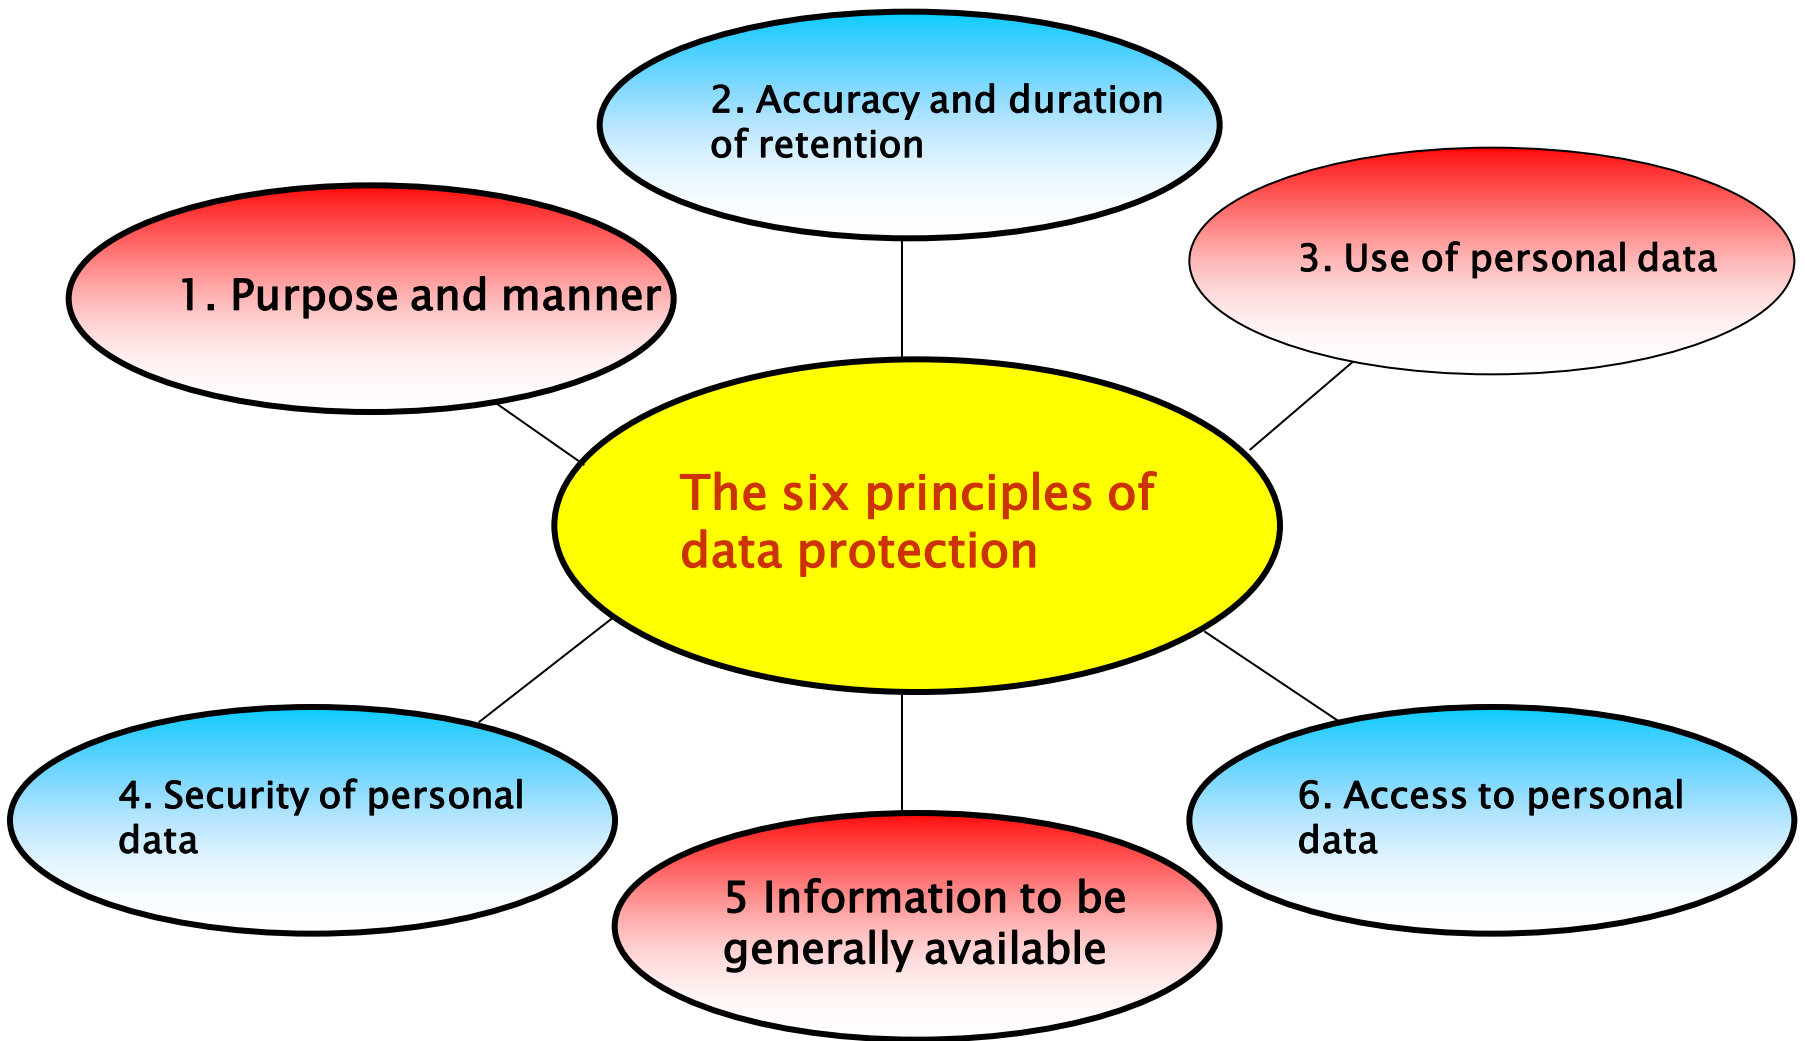 2. Accuracy and duration
of retention
3. Use of personal data
1. Purpose and manner
The six principles of
data protection
4. Security of personal
data
6. Access to personal
data
5 Information to be
generally available